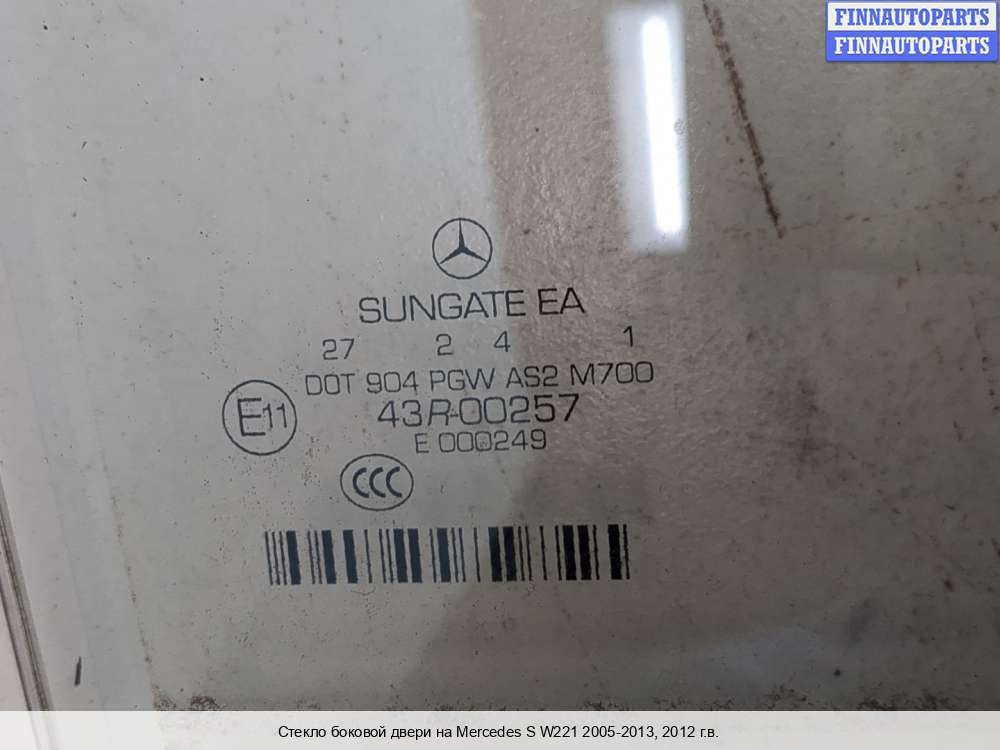 FINNAUTOPARTS
FINNAUTOPARTS
SUNGATE EA
27 2 4 1
DOT 904 PGW AS2 M700
E11
43R-00257
E 000249
CCC
Стекло боковой двери на Mercedes S W221 2005-2013, 2012 г.в.